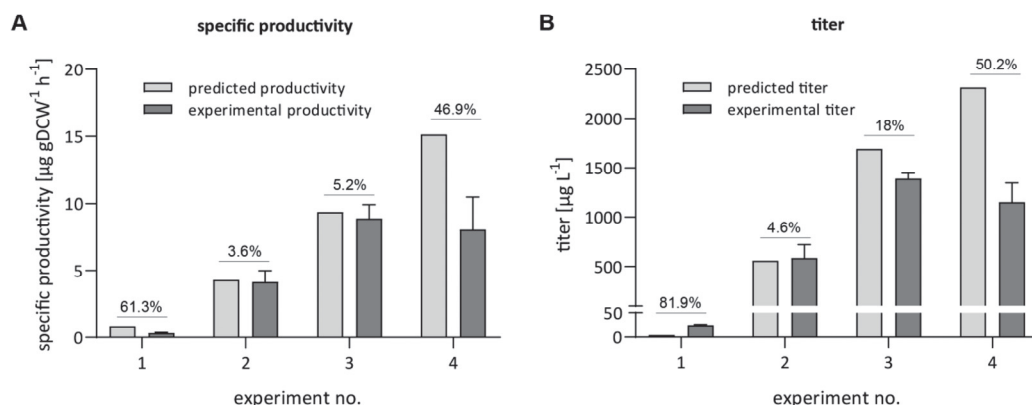 A
specific productivity
specific productivity [µg gDCW⁻¹ h⁻¹]
20
15
10
5
0
predicted productivity
experimental productivity
61.3%
3.6%
5.2%
46.9%
1 2 3 4
experiment no.
B
titer
titer [µg L⁻¹]
2500
2000
1500
1000
500
50
0
predicted titer
experimental titer
81.9%
4.6%
18%
50.2%
1 2 3 4
experiment no.